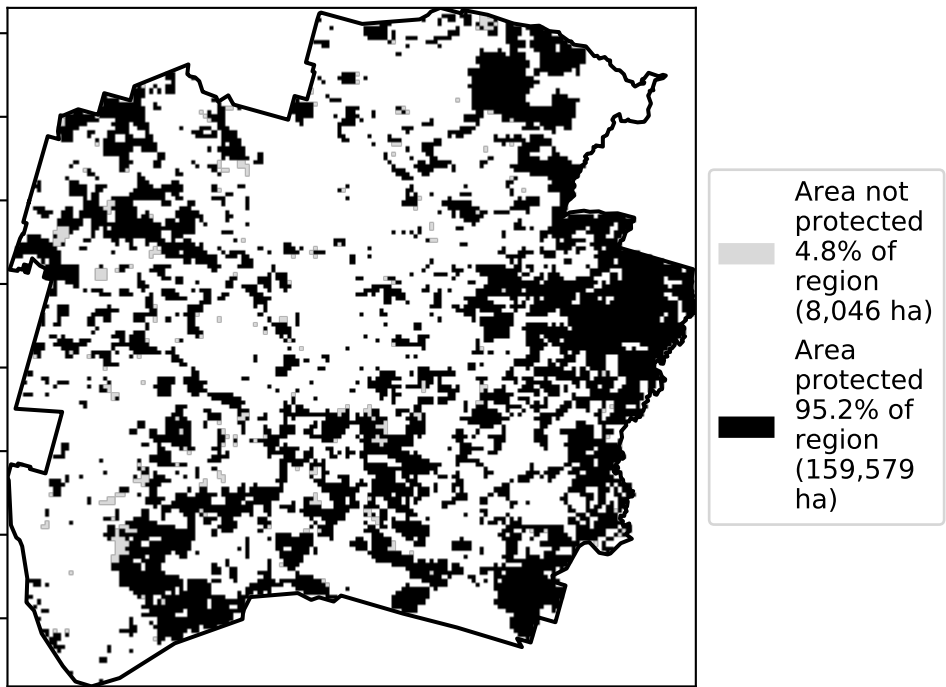 Area not
protected
4.8% of
region
(8,046 ha)
Area
protected
95.2% of
region
(159,579
ha)